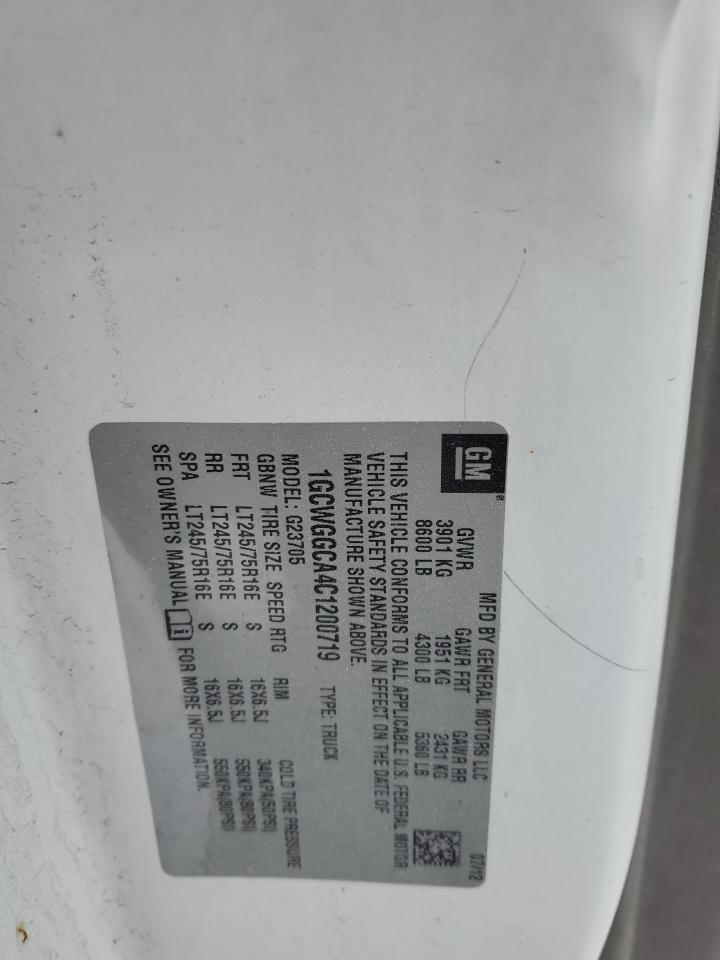 GM ®
MFD BY GENERAL MOTORS LLC 07/12
GVWR GAWR FRT GAWR RR
3901 KG 1951 KG 2431 KG
8600 LB 4300 LB 5360 LB
THIS VEHICLE CONFORMS TO ALL APPLICABLE U.S. FEDERAL MOTOR
VEHICLE SAFETY STANDARDS IN EFFECT ON THE DATE OF
MANUFACTURE SHOWN ABOVE.
1GCWGGCA4C1200719 TYPE: TRUCK
MODEL: G23705
GBNW TIRE SIZE SPEED RTG RIM COLD TIRE PRESSURE
FRT LT245/75R16E S 16X6.5J 340KPA(50PSI)
RR LT245/75R16E S 16X6.5J 550KPA(80PSI)
SPA LT245/75R16E S 16X6.5J 550KPA(80PSI)
SEE OWNER'S MANUAL FOR MORE INFORMATION.